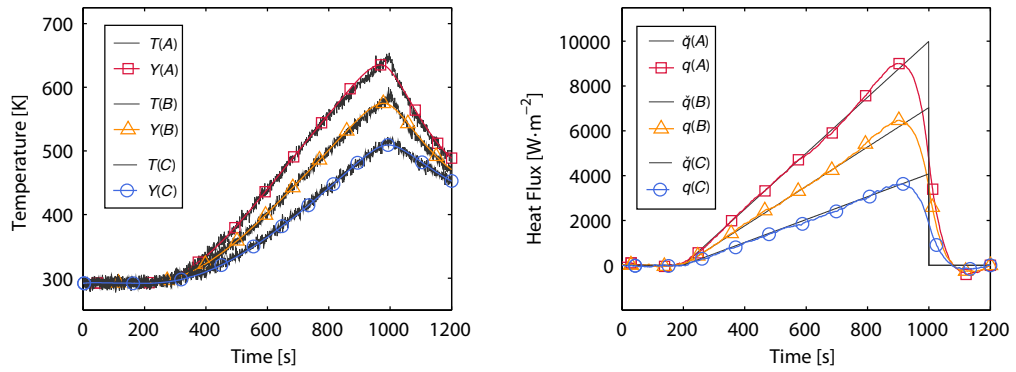 700
600
500
400
300
0
200
400
600
800
1000
1200
Temperature [K]
Time [s]
T(A)
Y(A)
T(B)
Y(B)
T(C)
Y(C)
10000
8000
6000
4000
2000
0
0
200
400
600
800
1000
1200
Heat Flux [W·m−2]
Time [s]
q̆(A)
q(A)
q̆(B)
q(B)
q̆(C)
q(C)